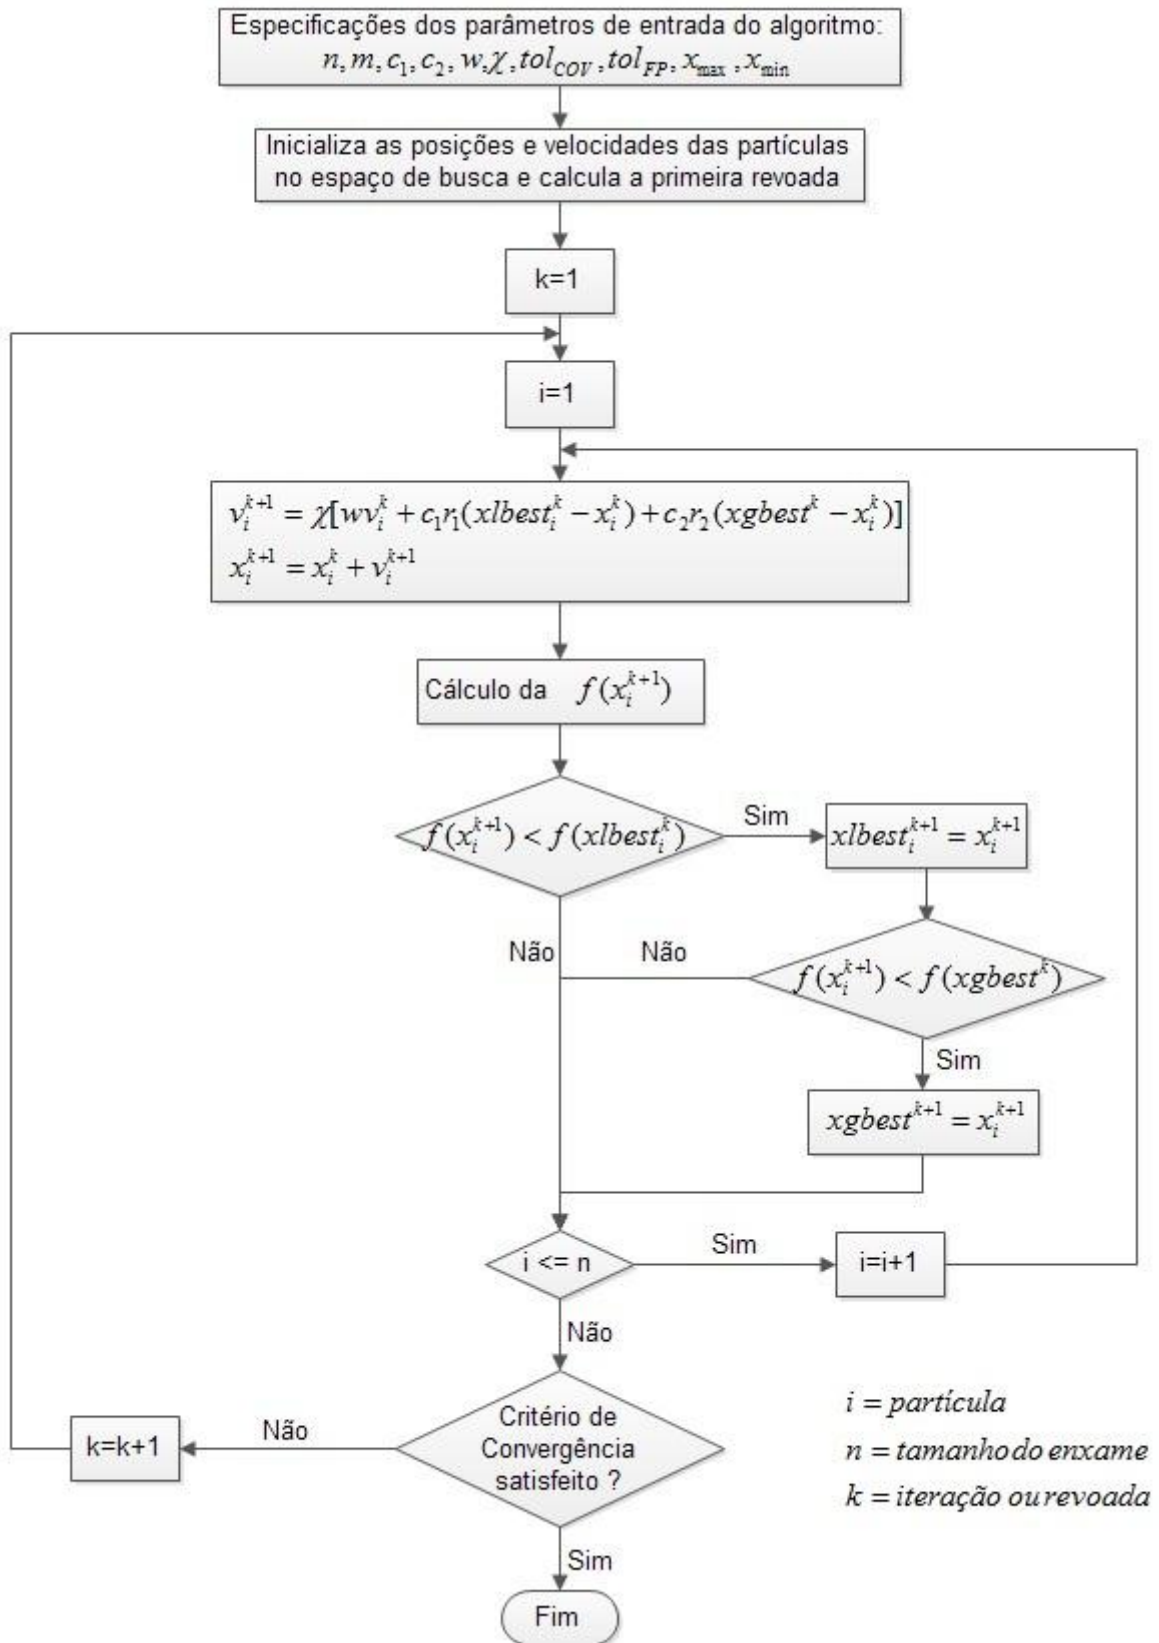 Especificações dos parâmetros de entrada do algoritmo:
n, m, c₁, c₂, w, χ, tol_COV, tol_FP, x_max, x_min
Inicializa as posições e velocidades das partículas
no espaço de busca e calcula a primeira revoada
k=1
i=1
v_i^{k+1} = χ[wv_i^k + c₁r₁(xlbest_i^k − x_i^k) + c₂r₂(xgbest^k − x_i^k)]
x_i^{k+1} = x_i^k + v_i^{k+1}
Cálculo da f(x_i^{k+1})
f(x_i^{k+1}) < f(xlbest_i^k)
Sim
xlbest_i^{k+1} = x_i^{k+1}
Não
Não
f(x_i^{k+1}) < f(xgbest^k)
Sim
xgbest^{k+1} = x_i^{k+1}
i <= n
Sim
i=i+1
Não
Critério de
Convergência
satisfeito ?
Não
k=k+1
Sim
Fim
i = partícula
n = tamanho do enxame
k = iteração ou revoada